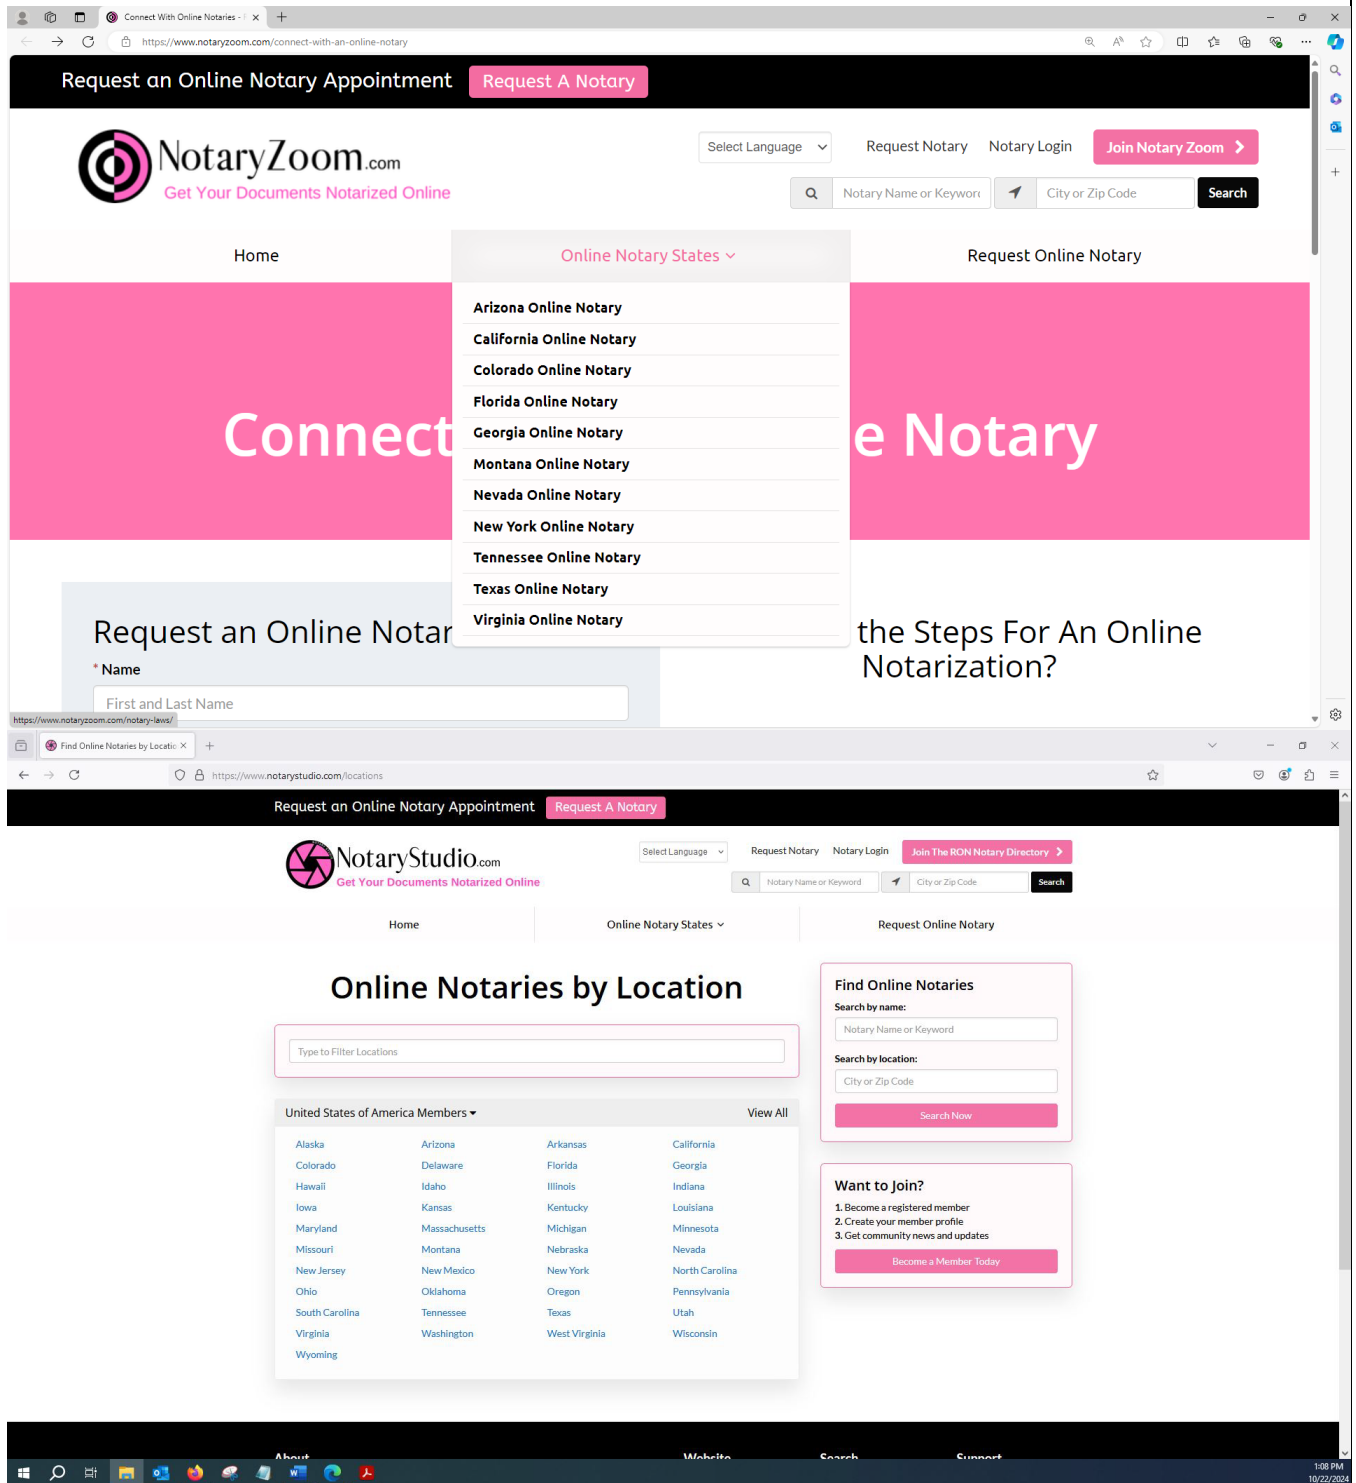 Connect With Online Notaries - 
https://www.notaryzoom.com/connect-with-an-online-notary
Request an Online Notary Appointment Request A Notary
NotaryZoom.com
Get Your Documents Notarized Online
Select Language Request Notary Notary Login Join Notary Zoom
Notary Name or Keyword City or Zip Code Search
Home Online Notary States Request Online Notary
Arizona Online Notary
California Online Notary
Colorado Online Notary
Florida Online Notary
Georgia Online Notary
Montana Online Notary
Nevada Online Notary
New York Online Notary
Tennessee Online Notary
Texas Online Notary
Virginia Online Notary
Connect e Notary
Request an Online Notar
the Steps For An Online
Notarization?
* Name
First and Last Name
https://www.notaryzoom.com/notary-laws/
Find Online Notaries by Locatio
https://www.notarystudio.com/locations
Request an Online Notary Appointment Request A Notary
NotaryStudio.com
Get Your Documents Notarized Online
Select Language Request Notary Notary Login Join The RON Notary Directory
Notary Name or Keyword City or Zip Code Search
Home Online Notary States Request Online Notary
Online Notaries by Location
Type to Filter Locations
United States of America Members View All
Alaska Arizona Arkansas California
Colorado Delaware Florida Georgia
Hawaii Idaho Illinois Indiana
Iowa Kansas Kentucky Louisiana
Maryland Massachusetts Michigan Minnesota
Missouri Montana Nebraska Nevada
New Jersey New Mexico New York North Carolina
Ohio Oklahoma Oregon Pennsylvania
South Carolina Tennessee Texas Utah
Virginia Washington West Virginia Wisconsin
Wyoming
Find Online Notaries
Search by name:
Notary Name or Keyword
Search by location:
City or Zip Code
Search Now
Want to Join?
1. Become a registered member
2. Create your member profile
3. Get community news and updates
Become a Member Today
About Website Search Support
1:08 PM
10/22/2024